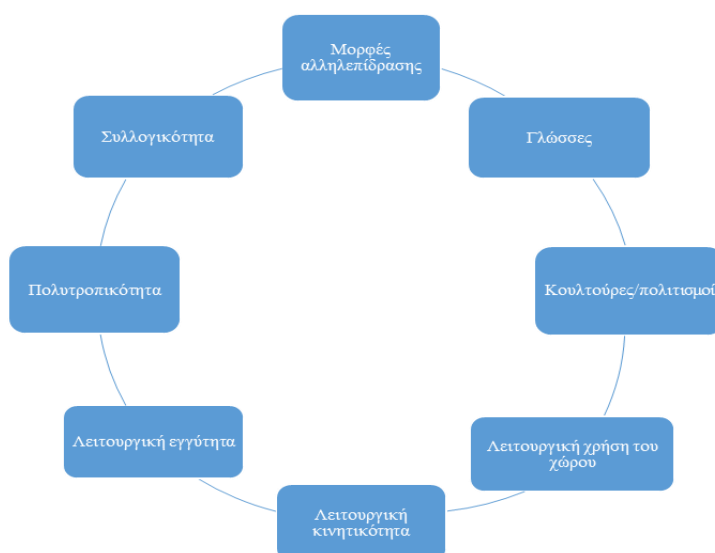 Μορφές
αλληλεπίδρασης
Γλώσσες
Κουλτούρες/πολιτισμοί
Λειτουργική χρήση του
χώρου
Λειτουργική
κινητικότητα
Λειτουργική εγγύτητα
Πολυτροπικότητα
Συλλογικότητα